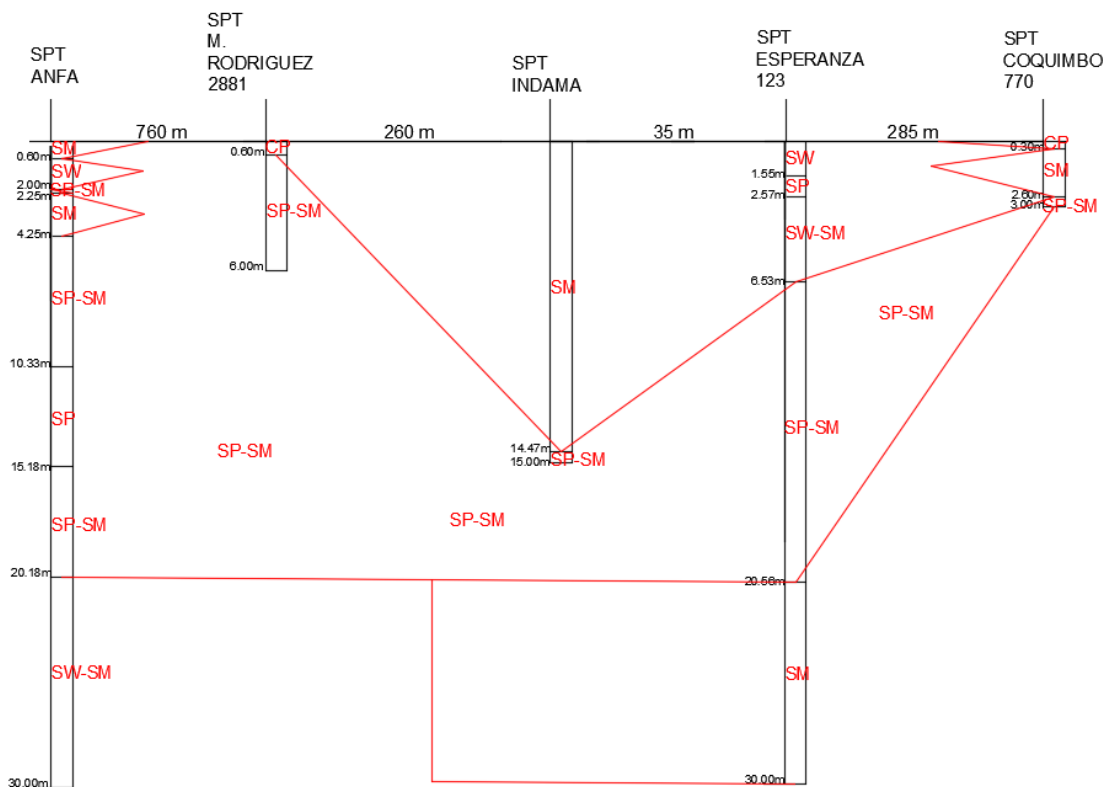 SPT
ANFA
SPT
M.
RODRIGUEZ
2881
SPT
INDAMA
SPT
ESPERANZA
123
SPT
COQUIMBO
770
760 m
260 m
35 m
285 m
SM
0.60m
SW
2.00m
SP-SM
2.25m
SM
4.25m
SP-SM
10.33m
SP
15.18m
SP-SM
20.18m
SW-SM
30.00m
CP
0.60m
SP-SM
6.00m
SP-SM
SM
14.47m
SP-SM
15.00m
SP-SM
SW
1.55m
SP
2.57m
SW-SM
6.53m
SP-SM
20.56m
SM
30.00m
SP-SM
CP
0.30m
SM
2.60m
SP-SM
3.00m